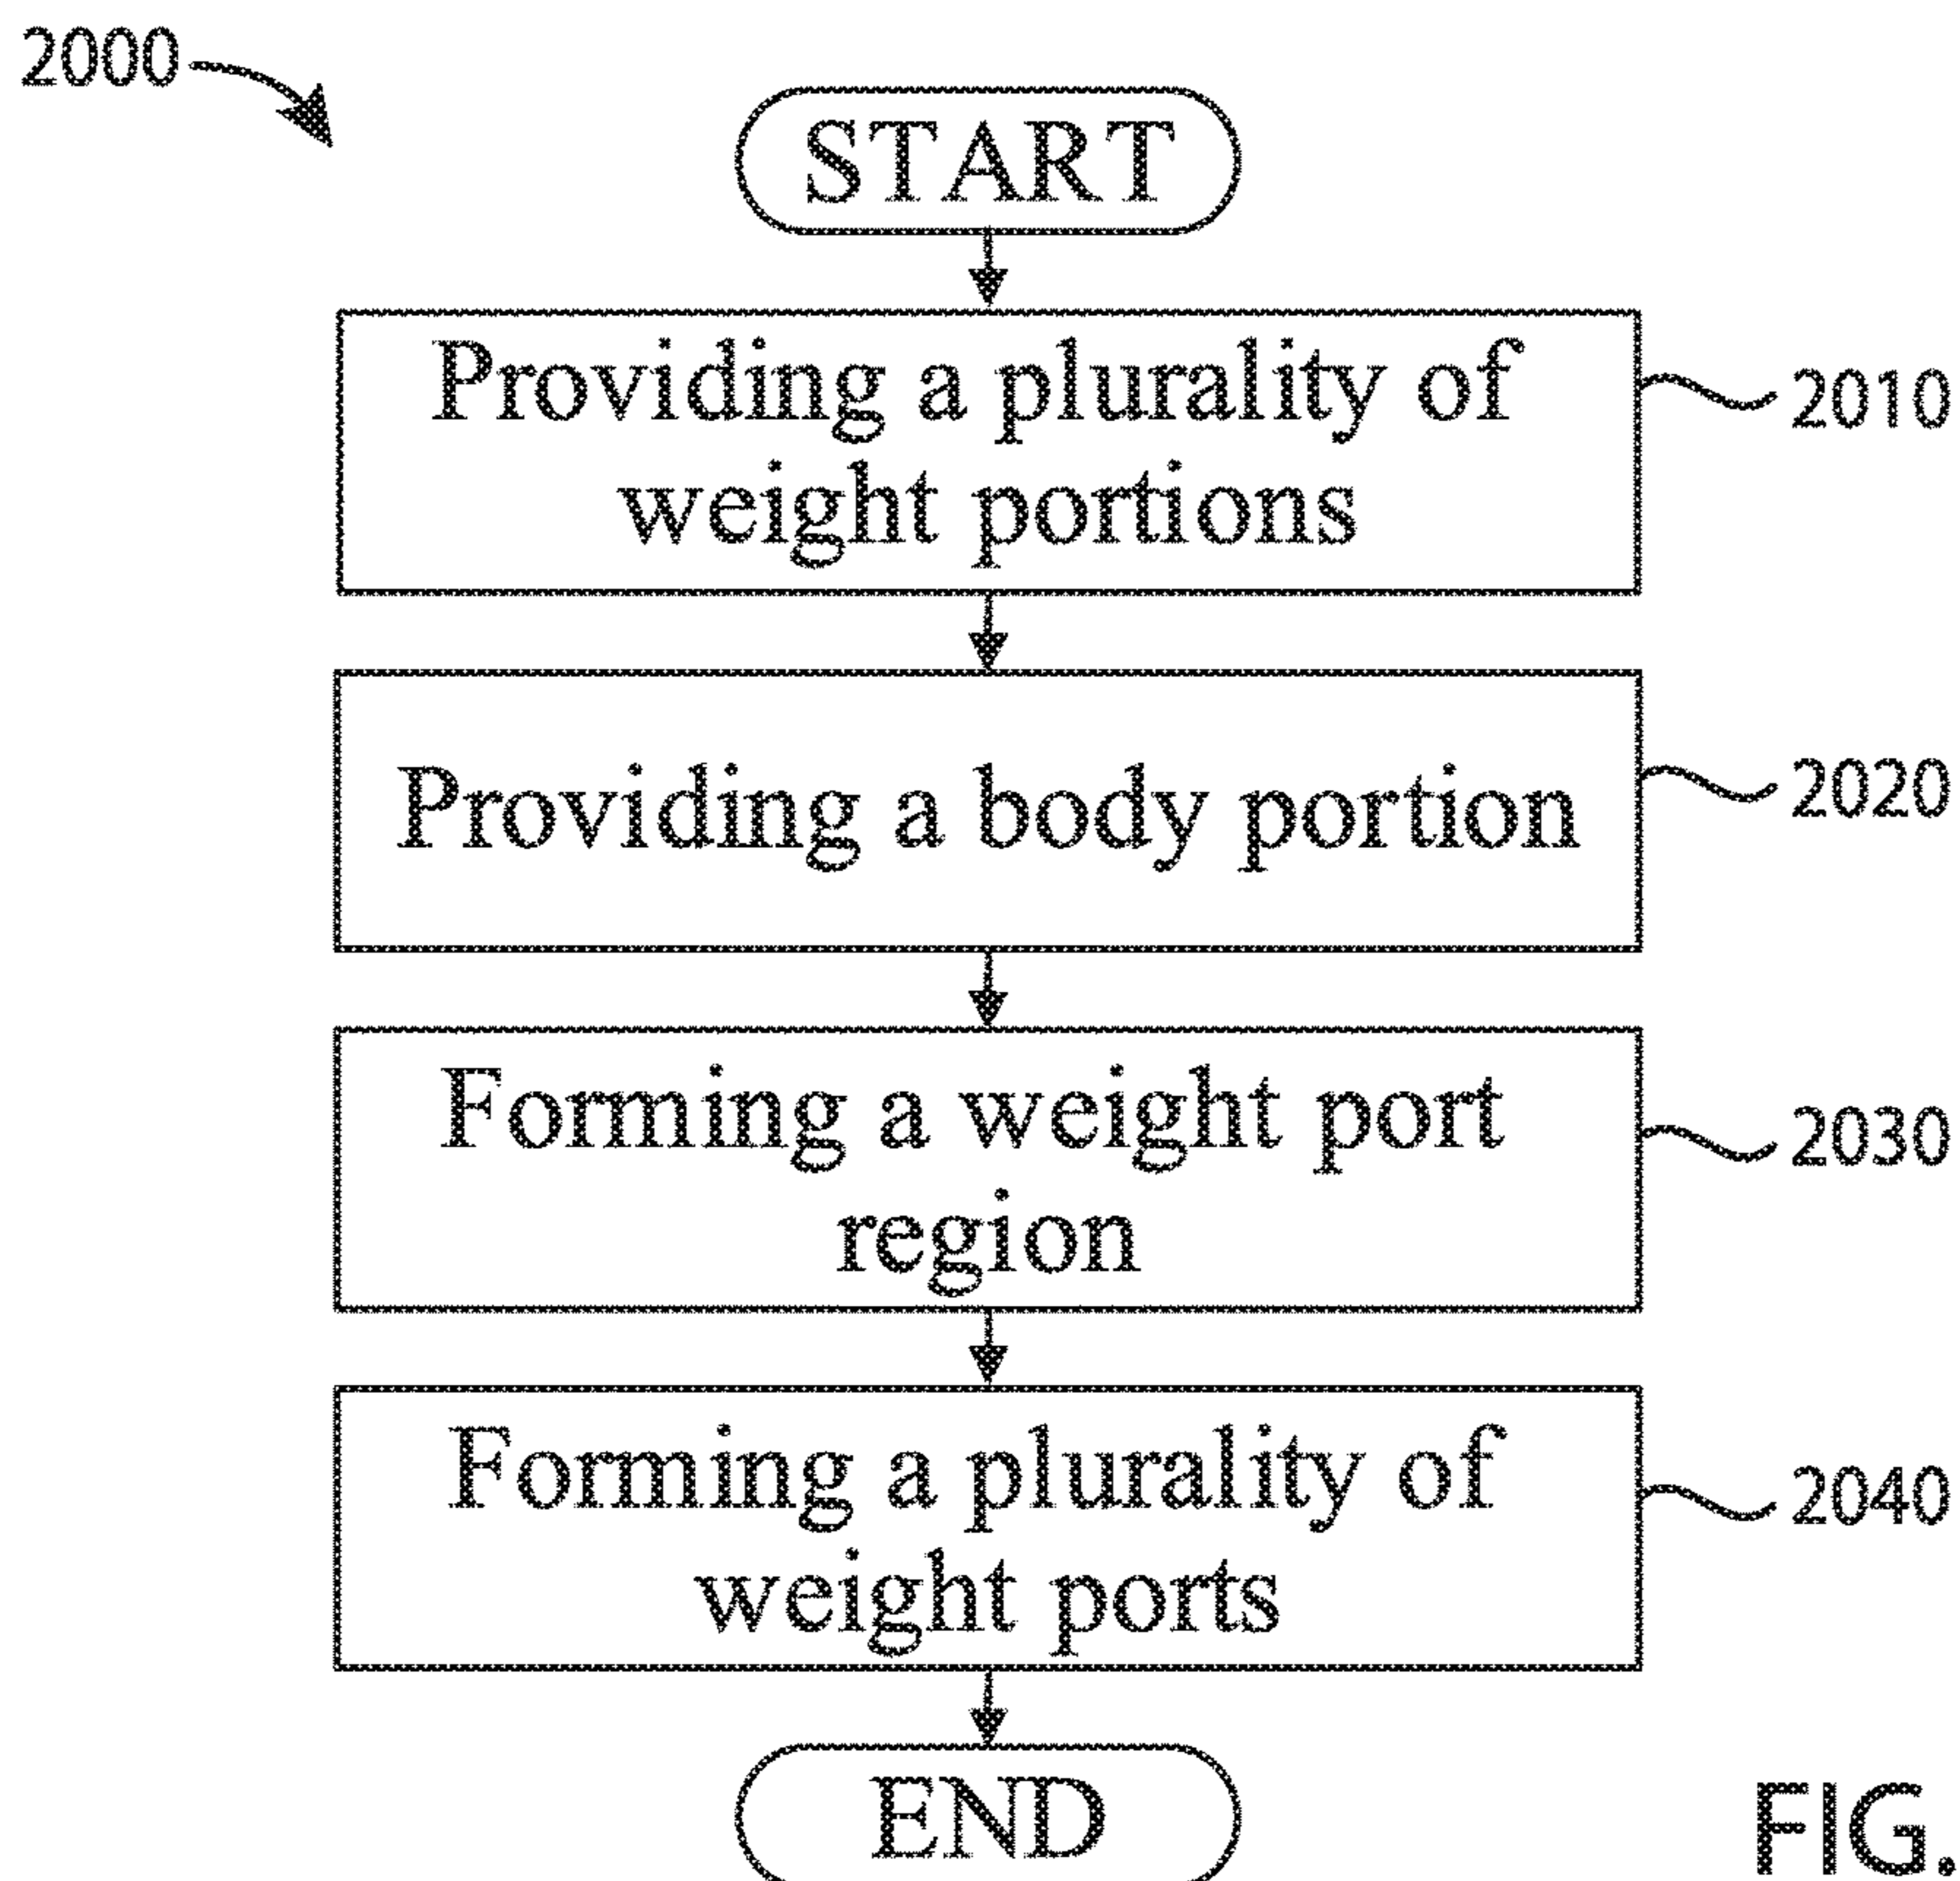 2000
START
Providing a plurality of
weight portions
2010
Providing a body portion
2020
Forming a weight port
region
2030
Forming a plurality of
weight ports
2040
END
FIG.